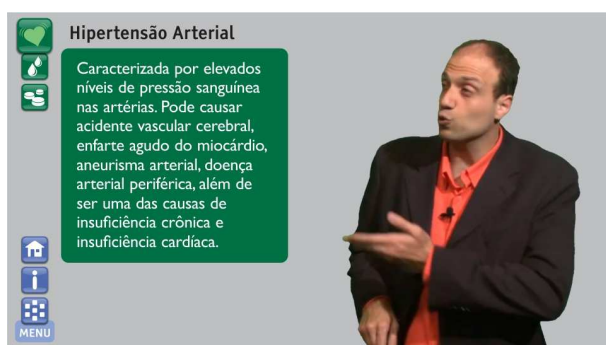 Hipertensão Arterial
Caracterizada por elevados
níveis de pressão sanguínea
nas artérias. Pode causar
acidente vascular cerebral,
enfarte agudo do miocárdio,
aneurisma arterial, doença
arterial periférica, além de
ser uma das causas de
insuficiência crônica e
insuficiência cardíaca.
i
MENU